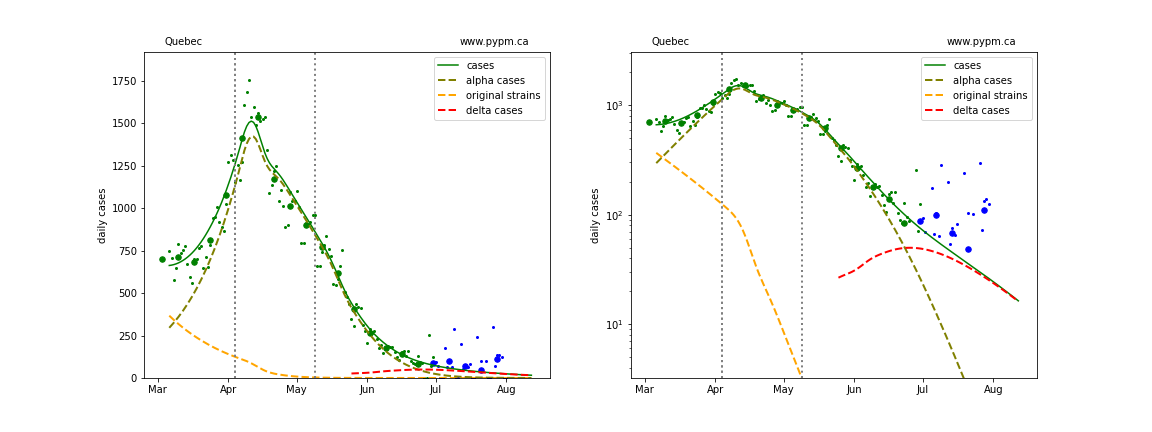 Quebec www.pypm.ca
cases
alpha cases
original strains
delta cases
daily cases
1750
1500
1250
1000
750
500
250
0
Mar Apr May Jun Jul Aug
Quebec www.pypm.ca
cases
alpha cases
original strains
delta cases
daily cases
10³
10²
10¹
Mar Apr May Jun Jul Aug